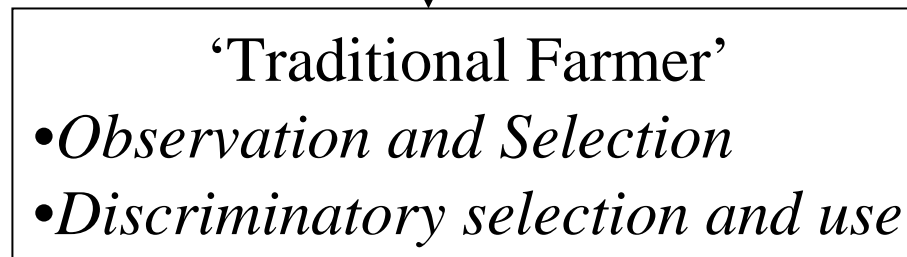 ‘Traditional Farmer’
•Observation and Selection
•Discriminatory selection and use